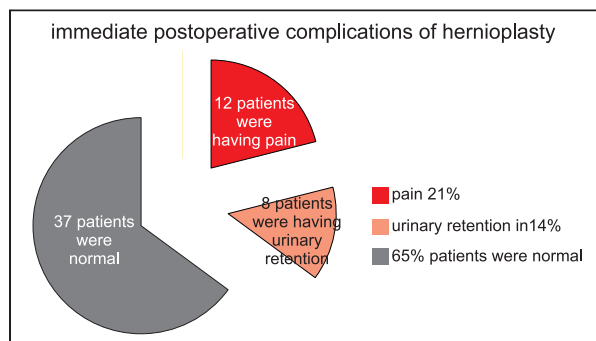 immediate postoperative complications of hernioplasty
12 patients
were
having pain
37 patients
were
normal
8 patients
were having
urinary
retention
pain 21%
urinary retention in14%
65% patients were normal